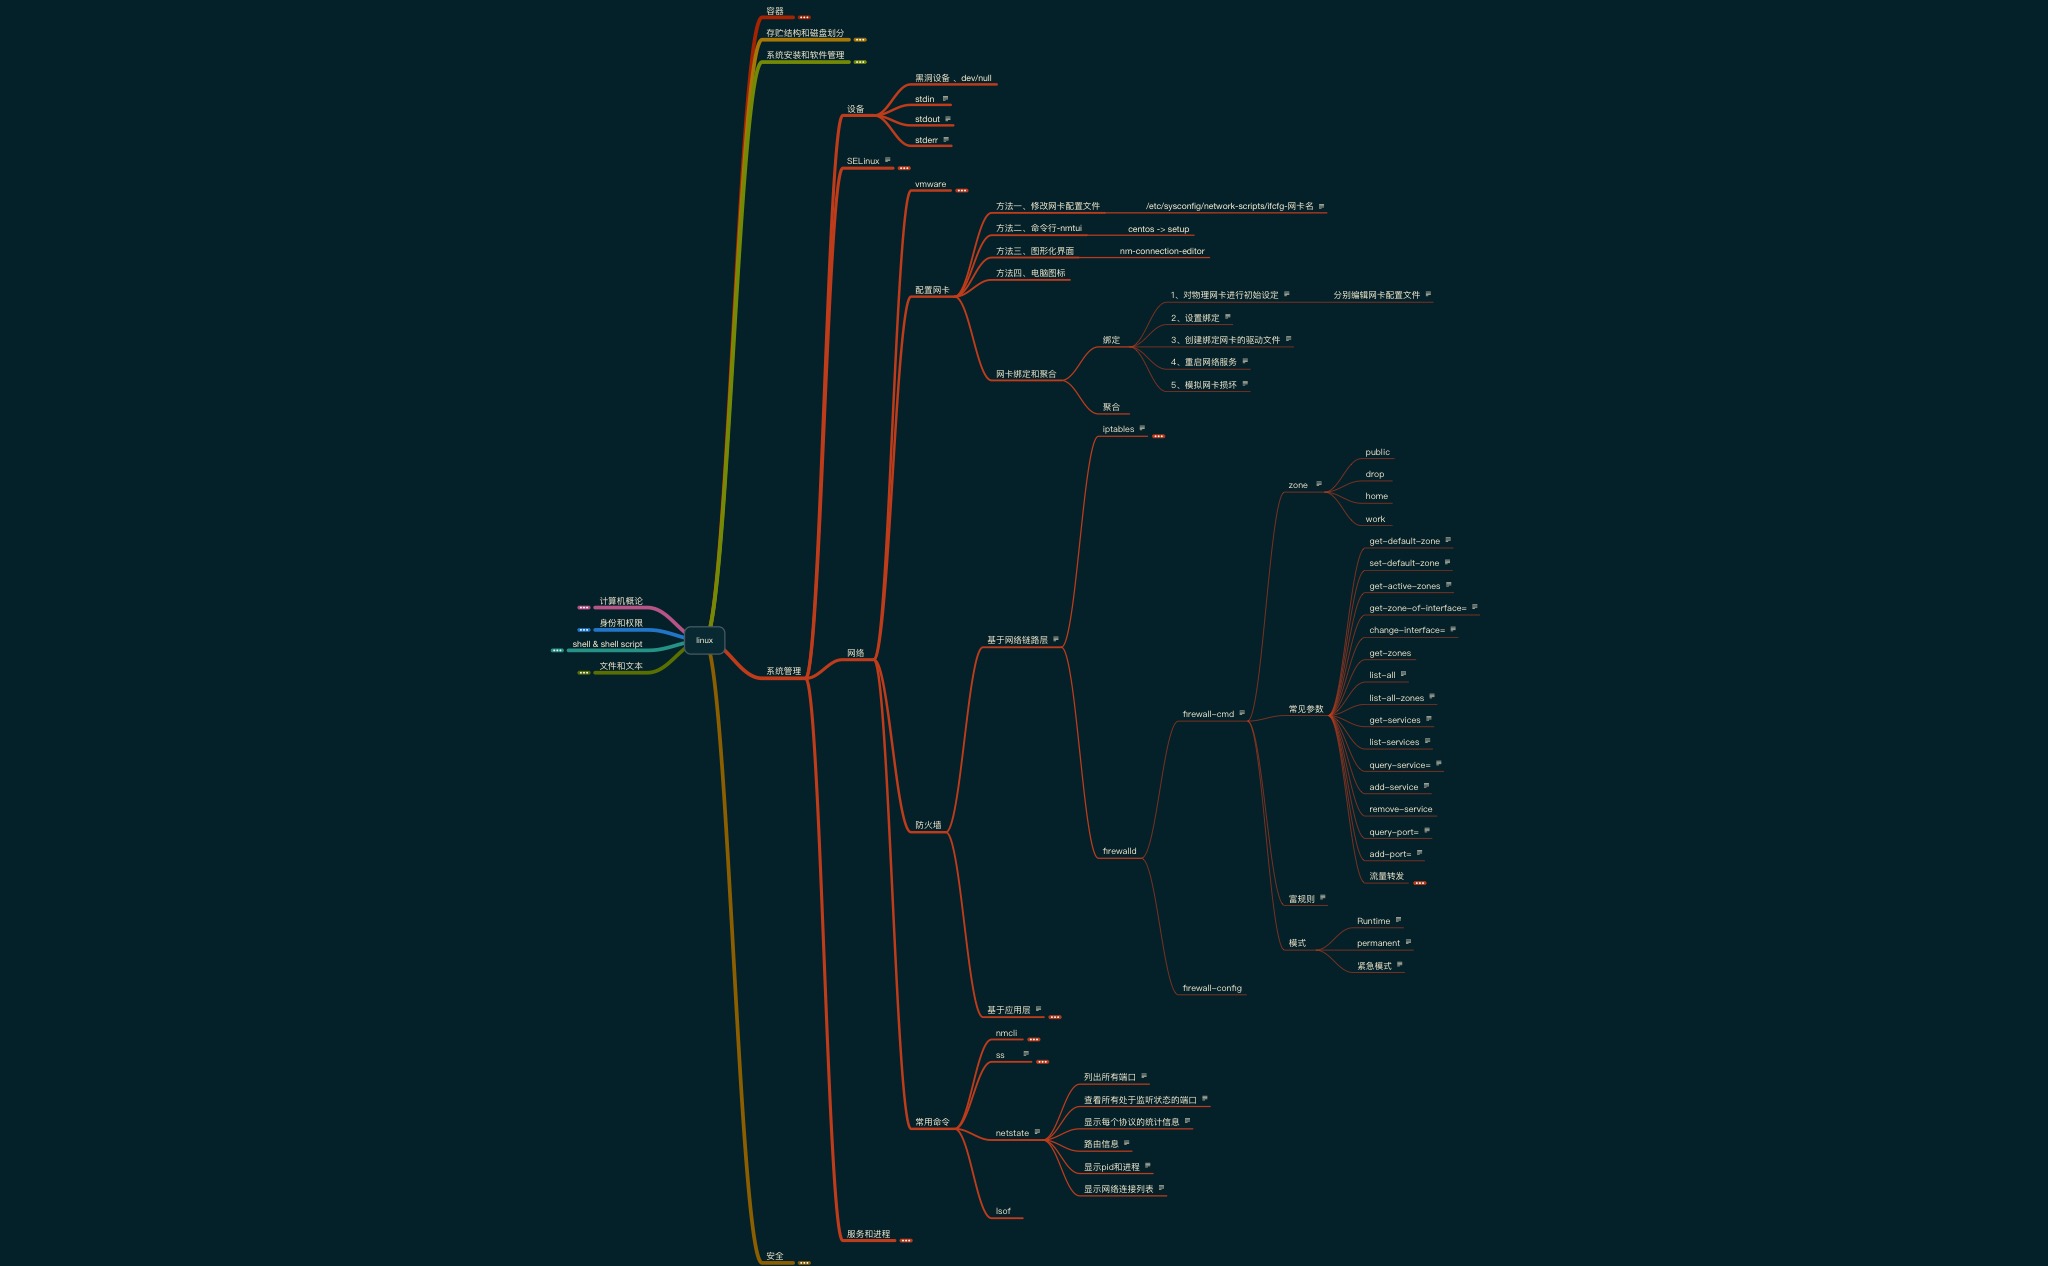 容器
存贮结构和磁盘划分
系统安装和软件管理
黑洞设备 、dev/null
stdin
设备
stdout
stderr
SELinux
vmware
方法一、修改网卡配置文件 /etc/sysconfig/network-scripts/ifcfg-网卡名
方法二、命令行-nmtui centos -> setup
方法三、图形化界面 nm-connection-editor
方法四、电脑图标
配置网卡
1、对物理网卡进行初始设定 分别编辑网卡配置文件
2、设置绑定
绑定
3、创建绑定网卡的驱动文件
4、重启网络服务
网卡绑定和聚合
5、模拟网卡损坏
聚合
iptables
public
drop
zone
home
work
get-default-zone
set-default-zone
get-active-zones
计算机概论
get-zone-of-interface=
身份和权限
change-interface=
linux
基于网络链路层
shell & shell script
网络
get-zones
文件和文本
系统管理
list-all
list-all-zones
常见参数
firewall-cmd
get-services
list-services
query-service=
add-service
remove-service
防火墙
query-port=
firewalld
add-port=
流量转发
富规则
Runtime
模式
permanent
紧急模式
firewall-config
基于应用层
nmcli
ss
列出所有端口
查看所有处于监听状态的端口
常用命令
显示每个协议的统计信息
netstate
路由信息
显示pid和进程
显示网络连接列表
lsof
服务和进程
安全